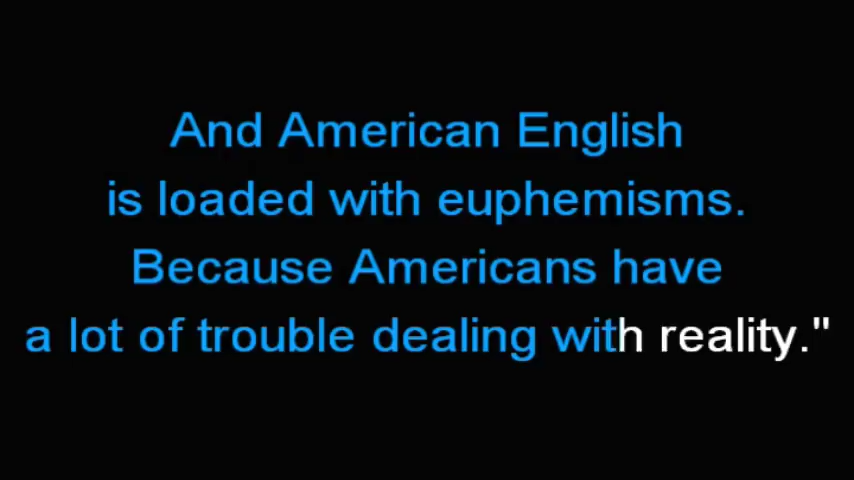 And American English
is loaded with euphemisms.
Because Americans have
a lot of trouble dealing with reality."